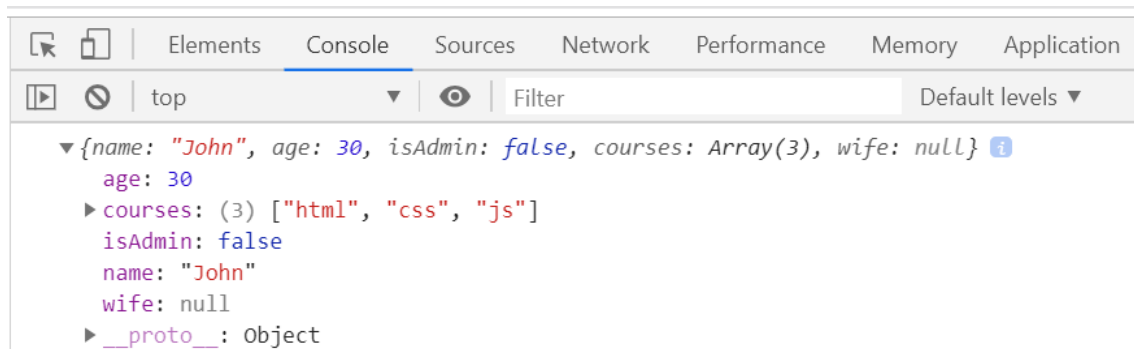 Elements Console Sources Network Performance Memory Application
top ▼ Filter Default levels ▼
▼{name: "John", age: 30, isAdmin: false, courses: Array(3), wife: null} i
age: 30
▶courses: (3) ["html", "css", "js"]
isAdmin: false
name: "John"
wife: null
▶__proto__: Object